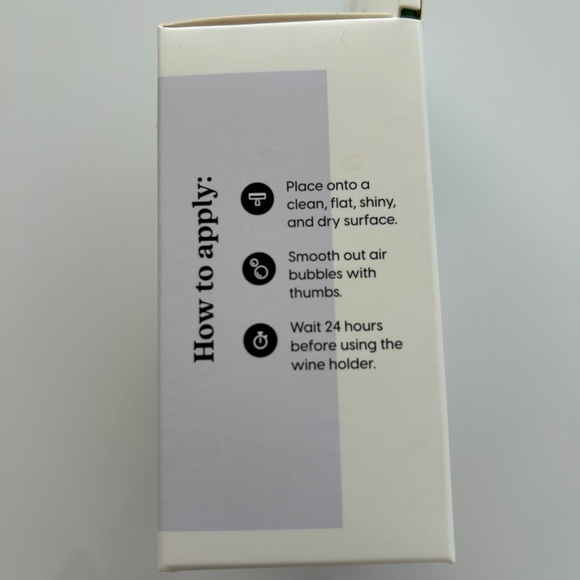 How to apply:
Place onto a
clean, flat, shiny,
and dry surface.
Smooth out air
bubbles with
thumbs.
Wait 24 hours
before using the
wine holder.